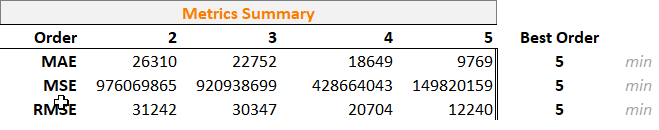 Metrics Summary
Order 2 3 4 5 Best Order
MAE 26310 22752 18649 9769 5 min
MSE 976069865 920938699 428664043 149820159 5 min
RMSE 31242 30347 20704 12240 5 min